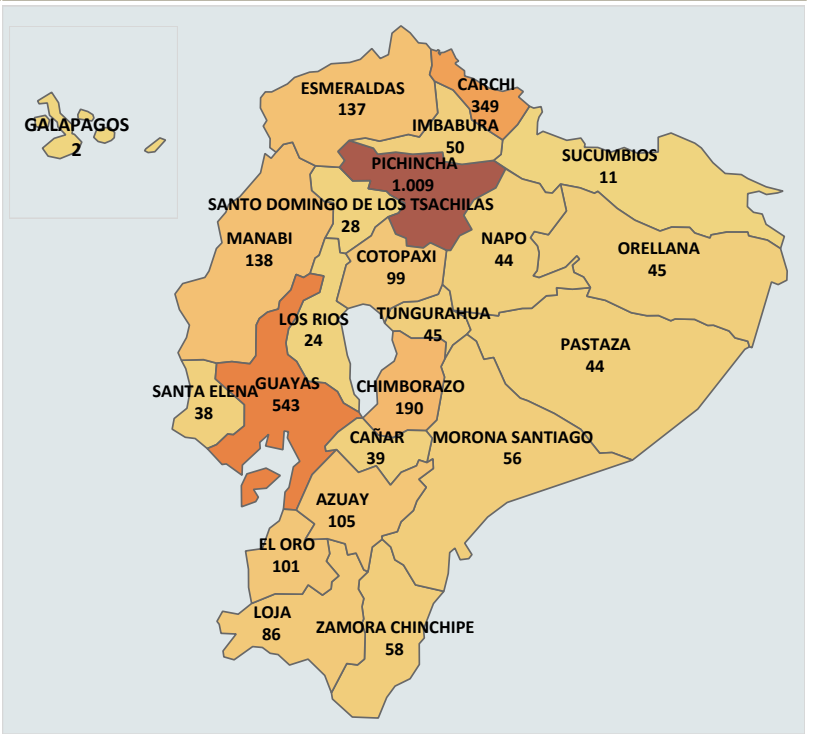 ESMERALDAS
137
CARCHI
349
GALAPAGOS
2
IMBABURA
50
PICHINCHA
1.009
SUCUMBIOS
11
SANTO DOMINGO DE LOS TSACHILAS
28
MANABI
138
NAPO
44
ORELLANA
45
COTOPAXI
99
LOS RIOS
24
TUNGURAHUA
45
PASTAZA
44
SANTA ELENA
38
GUAYAS
543
CHIMBORAZO
190
CAÑAR
39
MORONA SANTIAGO
56
AZUAY
105
EL ORO
101
LOJA
86
ZAMORA CHINCHIPE
58